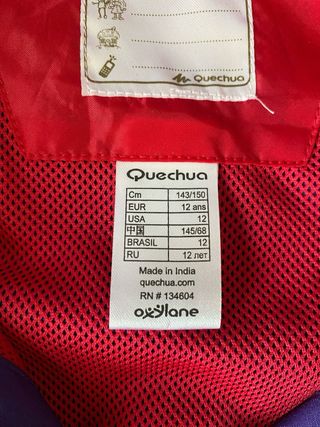 Quechua
Quechua
Cm 143/150
EUR 12 ans
USA 12
中国 145/68
BRASIL 12
RU 12 лет
Made in India
quechua.com
RN # 134604
oxylane